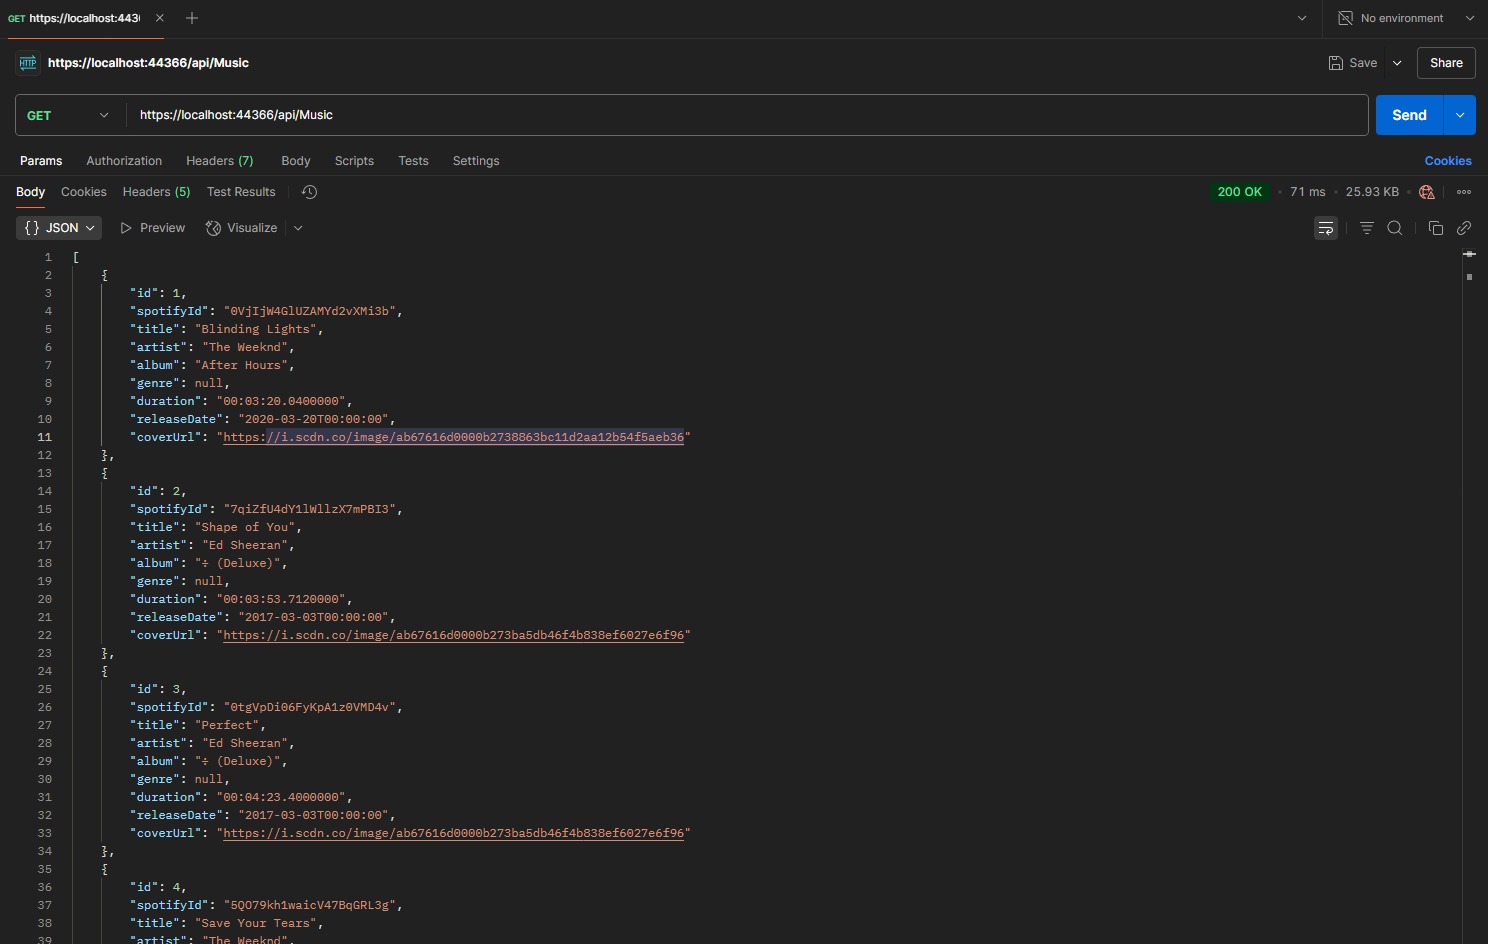 GET https://localhost:443
No environment
HTTP https://localhost:44366/api/Music
Save
Share
GET https://localhost:44366/api/Music
Send
Params Authorization Headers (7) Body Scripts Tests Settings
Cookies
Body Cookies Headers (5) Test Results
200 OK • 71 ms • 25.93 KB •
{} JSON Preview Visualize
1 [
2 {
3 "id": 1,
4 "spotifyId": "0VjIjW4GlUZAMYd2vXMi3b",
5 "title": "Blinding Lights",
6 "artist": "The Weeknd",
7 "album": "After Hours",
8 "genre": null,
9 "duration": "00:03:20.0400000",
10 "releaseDate": "2020-03-20T00:00:00",
11 "coverUrl": "https://i.scdn.co/image/ab67616d0000b2738863bc11d2aa12b54f5aeb36"
12 },
13 {
14 "id": 2,
15 "spotifyId": "7qiZfU4dY1lWllzX7mPBI3",
16 "title": "Shape of You",
17 "artist": "Ed Sheeran",
18 "album": "÷ (Deluxe)",
19 "genre": null,
20 "duration": "00:03:53.7120000",
21 "releaseDate": "2017-03-03T00:00:00",
22 "coverUrl": "https://i.scdn.co/image/ab67616d0000b273ba5db46f4b838ef6027e6f96"
23 },
24 {
25 "id": 3,
26 "spotifyId": "0tgVpDi06FyKpA1z0VMD4v",
27 "title": "Perfect",
28 "artist": "Ed Sheeran",
29 "album": "÷ (Deluxe)",
30 "genre": null,
31 "duration": "00:04:23.4000000",
32 "releaseDate": "2017-03-03T00:00:00",
33 "coverUrl": "https://i.scdn.co/image/ab67616d0000b273ba5db46f4b838ef6027e6f96"
34 },
35 {
36 "id": 4,
37 "spotifyId": "5QO79kh1waicV47BqGRL3g",
38 "title": "Save Your Tears",
39 "artist": "The Weeknd",